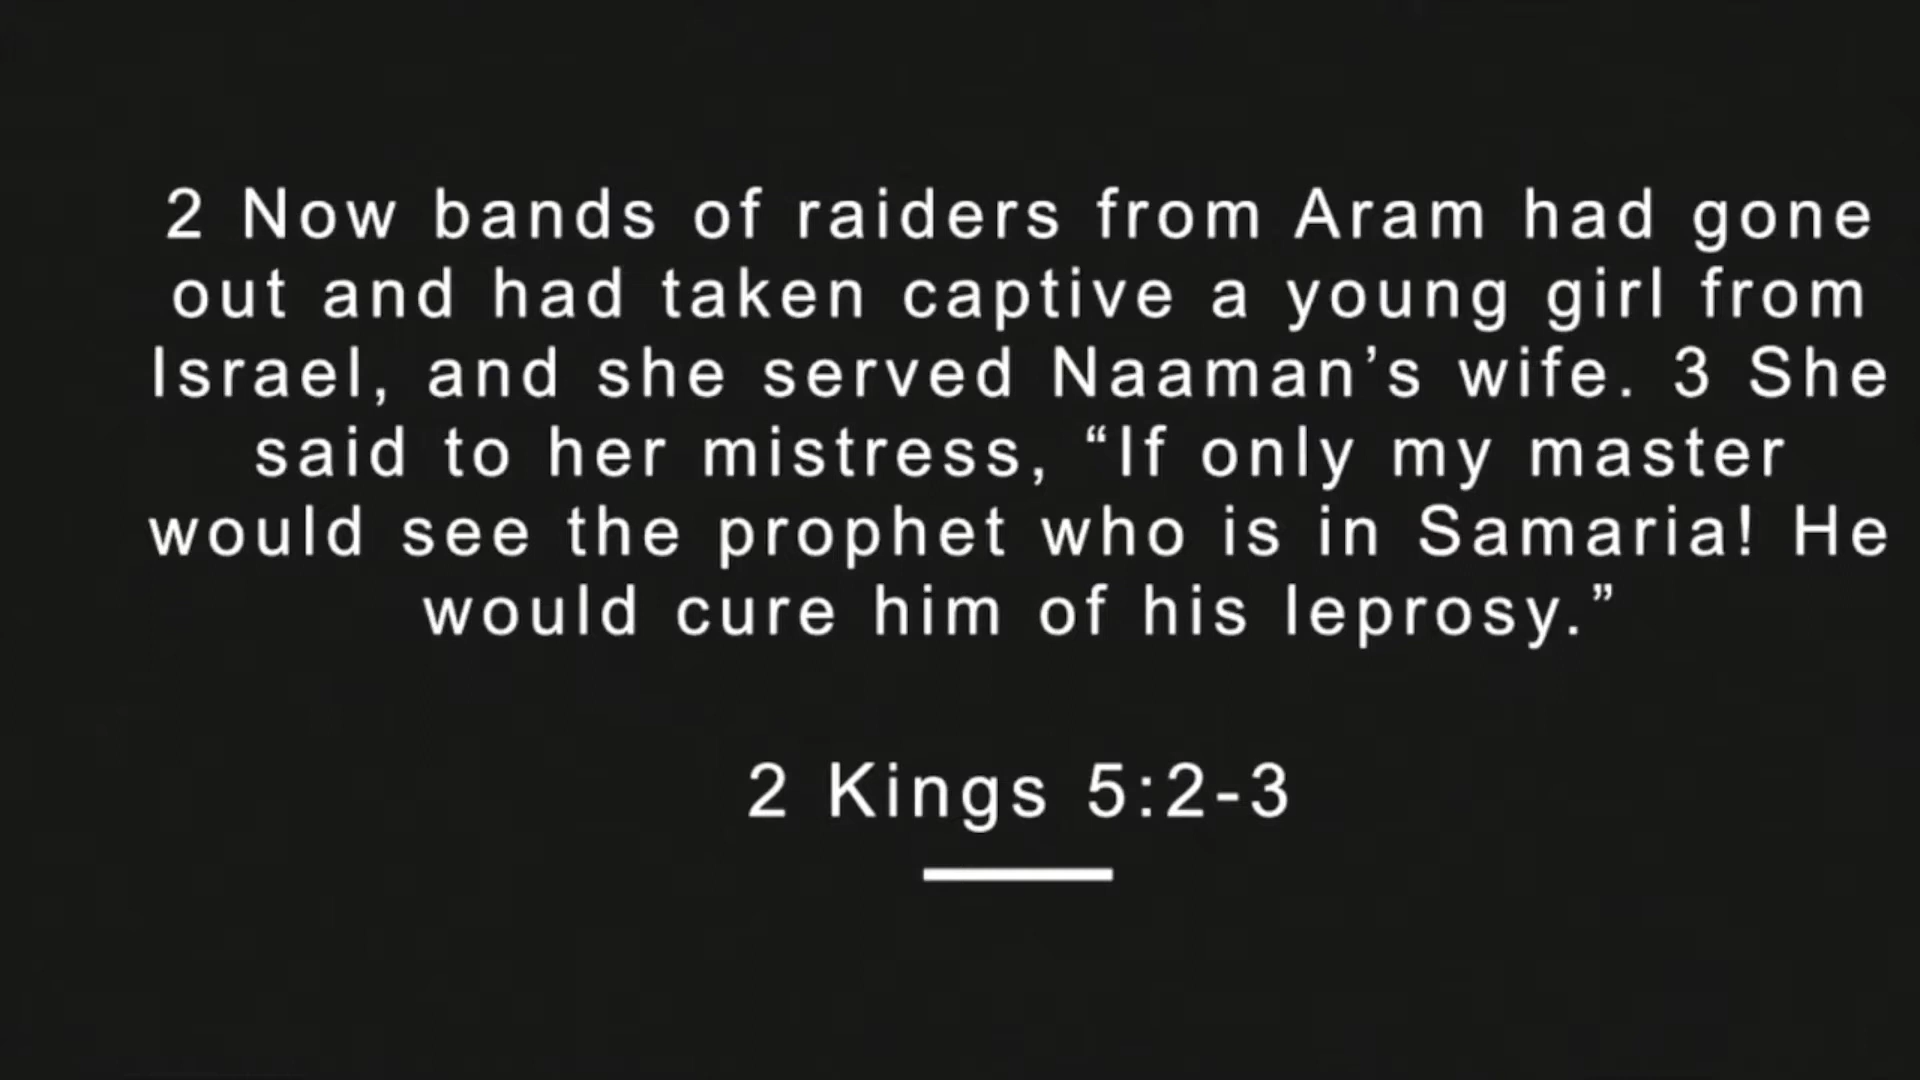 2 Now bands of raiders from Aram had gone
out and had taken captive a young girl from
Israel, and she served Naaman’s wife. 3 She
said to her mistress, “If only my master
would see the prophet who is in Samaria! He
would cure him of his leprosy.”
2 Kings 5:2-3